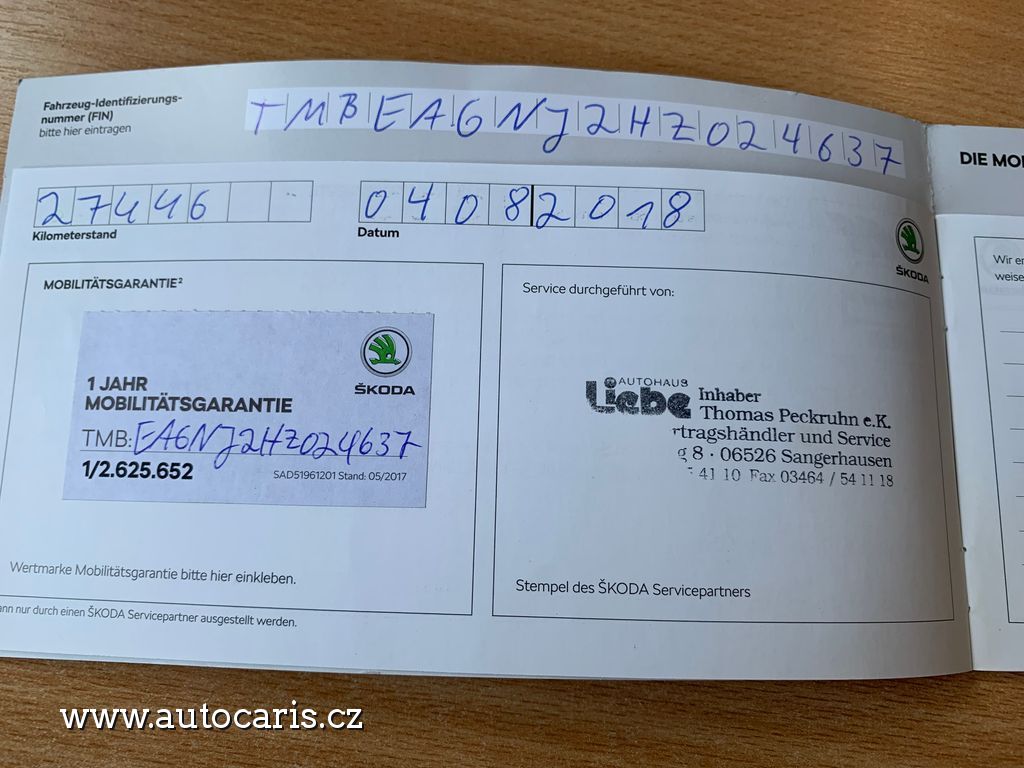 Fahrzeug-Identifizierungs-
nummer (FIN)
bitte hier eintragen
TMBEA6NJ2HZ024637
27446
Kilometerstand
04082018
Datum
ŠKODA
MOBILITÄTSGARANTIE²
ŠKODA
1 JAHR
MOBILITÄTSGARANTIE
TMB: EA6NJ2HZ024637
1/2.625.652
SAD51961201 Stand: 05/2017
Wertmarke Mobilitätsgarantie bitte hier einkleben.
ann nur durch einen ŠKODA Servicepartner ausgestellt werden.
Service durchgeführt von:
AUTOHAUS
Liebe
Inhaber
Thomas Peckruhn e.K.
rtragshändler und Service
g 8 · 06526 Sangerhausen
41 10 Fax 03464 / 54 11 18
Stempel des ŠKODA Servicepartners
DIE MO
Wir er
weise
www.autocaris.cz